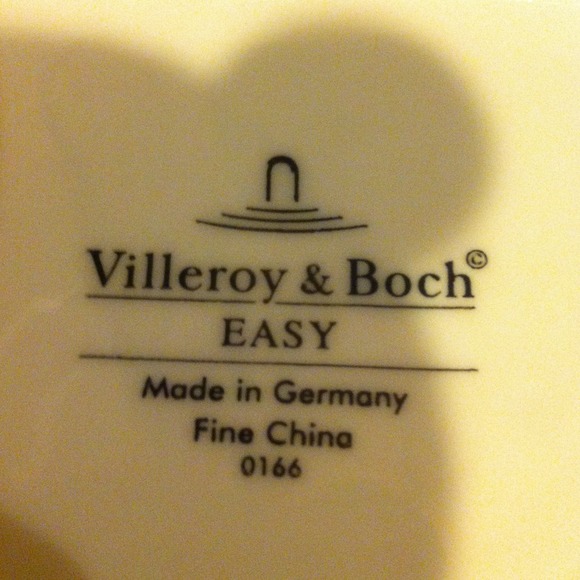 Villeroy & Boch©
EASY
Made in Germany
Fine China
0166